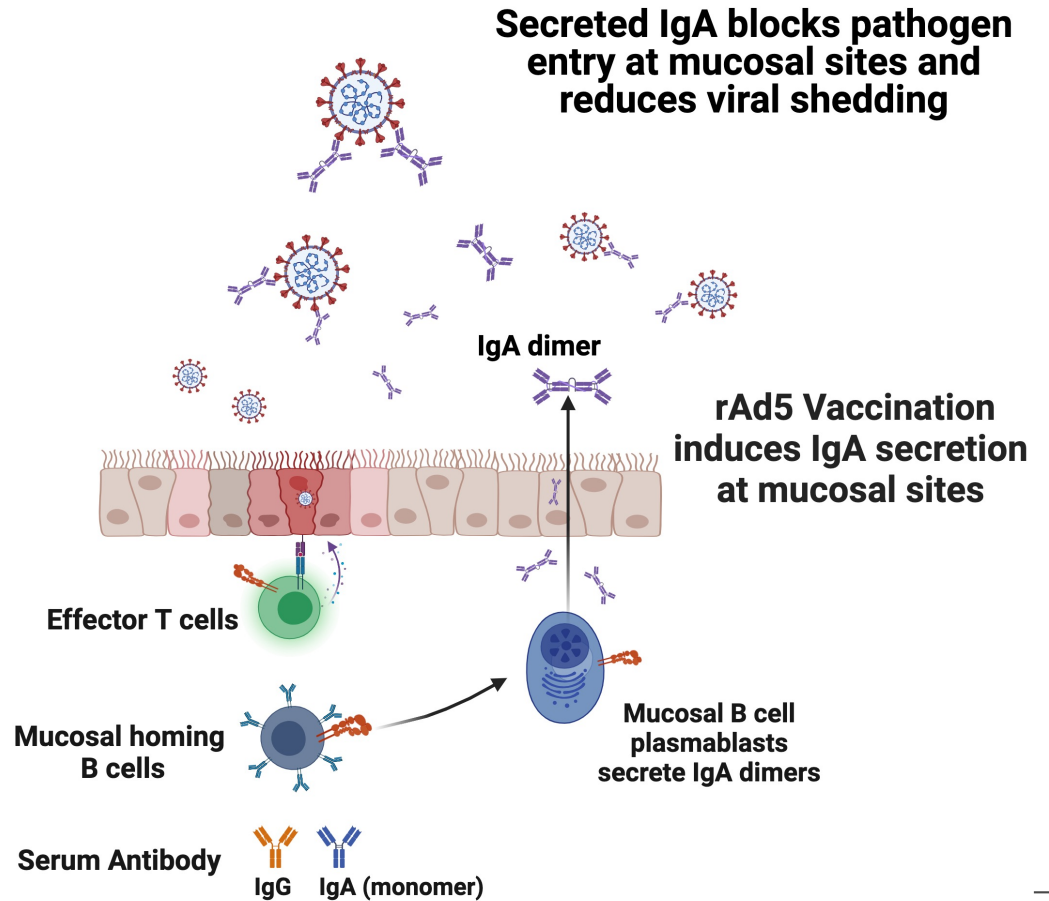 Secreted IgA blocks pathogen
entry at mucosal sites and
reduces viral shedding
IgA dimer
rAd5 Vaccination
induces IgA secretion
at mucosal sites
Effector T cells
Mucosal homing
B cells
Mucosal B cell
plasmablasts
secrete IgA dimers
Serum Antibody
IgG
IgA (monomer)